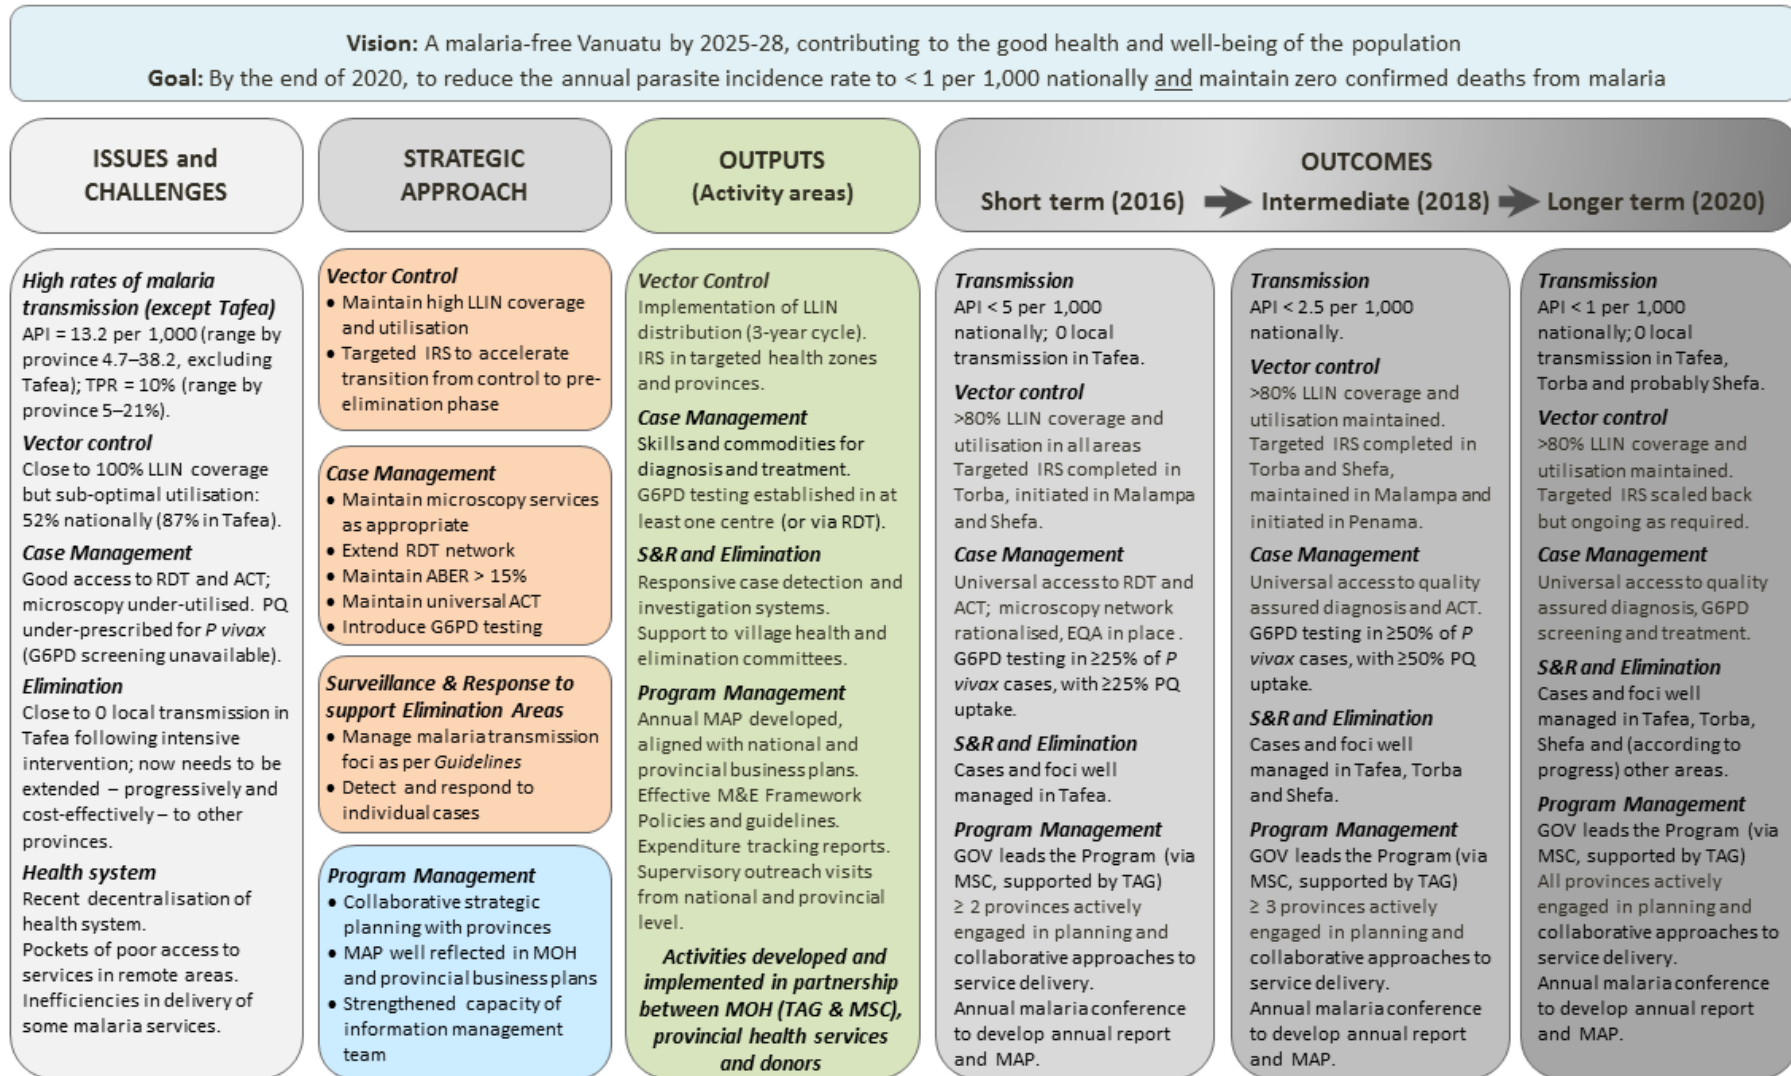 Vision: A malaria-free Vanuatu by 2025-28, contributing to the good health and well-being of the population
Goal: By the end of 2020, to reduce the annual parasite incidence rate to < 1 per 1,000 nationally and maintain zero confirmed deaths from malaria
ISSUES and
CHALLENGES
High rates of malaria
transmission (except Tafea)
API = 13.2 per 1,000 (range by
province 4.7–38.2, excluding
Tafea); TPR = 10% (range by
province 5–21%).
Vector control
Close to 100% LLIN coverage
but sub-optimal utilisation:
52% nationally (87% in Tafea).
Case Management
Good access to RDT and ACT;
microscopy under-utilised. PQ
under-prescribed for P vivax
(G6PD screening unavailable).
Elimination
Close to 0 local transmission in
Tafea following intensive
intervention; now needs to be
extended – progressively and
cost-effectively – to other
provinces.
Health system
Recent decentralisation of
health system.
Pockets of poor access to
services in remote areas.
Inefficiencies in delivery of
some malaria services.
STRATEGIC
APPROACH
Vector Control
• Maintain high LLIN coverage
and utilisation
• Targeted IRS to accelerate
transition from control to pre-
elimination phase
Case Management
• Maintain microscopy services
as appropriate
• Extend RDT network
• Maintain ABER > 15%
• Maintain universal ACT
• Introduce G6PD testing
Surveillance & Response to
support Elimination Areas
• Manage malaria transmission
foci as per Guidelines
• Detect and respond to
individual cases
Program Management
• Collaborative strategic
planning with provinces
• MAP well reflected in MOH
and provincial business plans
• Strengthened capacity of
information management
team
OUTPUTS
(Activity areas)
Vector Control
Implementation of LLIN
distribution (3-year cycle).
IRS in targeted health zones
and provinces.
Case Management
Skills and commodities for
diagnosis and treatment.
G6PD testing established in at
least one centre (or via RDT).
S&R and Elimination
Responsive case detection and
investigation systems.
Support to village health and
elimination committees.
Program Management
Annual MAP developed,
aligned with national and
provincial business plans.
Effective M&E Framework
Policies and guidelines.
Expenditure tracking reports.
Supervisory outreach visits
from national and provincial
level.
Activities developed and
implemented in partnership
between MOH (TAG & MSC),
provincial health services
and donors
OUTCOMES
Short term (2016) Intermediate (2018) Longer term (2020)
Transmission
API < 5 per 1,000
nationally; 0 local
transmission in Tafea.
Vector control
>80% LLIN coverage and
utilisation in all areas
Targeted IRS completed in
Torba, initiated in Malampa
and Shefa.
Case Management
Universal access to RDT and
ACT; microscopy network
rationalised, EQA in place .
G6PD testing in ≥25% of P
vivax cases, with ≥25% PQ
uptake.
S&R and Elimination
Cases and foci well
managed in Tafea.
Program Management
GOV leads the Program (via
MSC, supported by TAG)
≥ 2 provinces actively
engaged in planning and
collaborative approaches to
service delivery.
Annual malaria conference
to develop annual report
and MAP.
Transmission
API < 2.5 per 1,000
nationally.
Vector control
>80% LLIN coverage and
utilisation maintained.
Targeted IRS completed in
Torba and Shefa,
maintained in Malampa and
initiated in Penama.
Case Management
Universal access to quality
assured diagnosis and ACT.
G6PD testing in ≥50% of P
vivax cases, with ≥50% PQ
uptake.
S&R and Elimination
Cases and foci well
managed in Tafea, Torba
and Shefa.
Program Management
GOV leads the Program (via
MSC, supported by TAG)
≥ 3 provinces actively
engaged in planning and
collaborative approaches to
service delivery.
Annual malaria conference
to develop annual report
and MAP.
Transmission
API < 1 per 1,000
nationally; 0 local
transmission in Tafea,
Torba and probably Shefa.
Vector control
>80% LLIN coverage and
utilisation maintained.
Targeted IRS scaled back
but ongoing as required.
Case Management
Universal access to quality
assured diagnosis, G6PD
screening and treatment.
S&R and Elimination
Cases and foci well
managed in Tafea, Torba,
Shefa and (according to
progress) other areas.
Program Management
GOV leads the Program (via
MSC, supported by TAG)
All provinces actively
engaged in planning and
collaborative approaches to
service delivery.
Annual malaria conference
to develop annual report
and MAP.